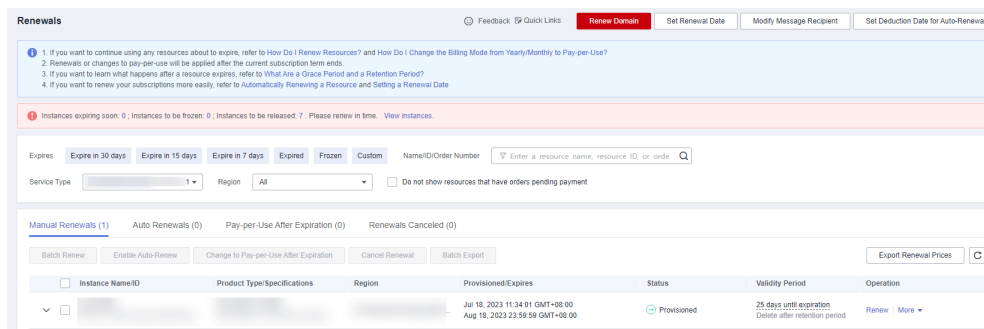 Renewals
Feedback Quick Links Renew Domain Set Renewal Date Modify Message Recipient Set Deduction Date for Auto-Renewa
1. If you want to continue using any resources about to expire, refer to How Do I Renew Resources? and How Do I Change the Billing Mode from Yearly/Monthly to Pay-per-Use?
2. Renewals or changes to pay-per-use will be applied after the current subscription term ends.
3. If you want to learn what happens after a resource expires, refer to What Are a Grace Period and a Retention Period?
4. If you want to renew your subscriptions more easily, refer to Automatically Renewing a Resource and Setting a Renewal Date
Instances expiring soon: 0 ; Instances to be frozen: 0 ; Instances to be released: 7 . Please renew in time. View instances.
Expires Expire in 30 days Expire in 15 days Expire in 7 days Expired Frozen Custom Name/ID/Order Number Enter a resource name, resource ID, or orde
Service Type 1 Region All Do not show resources that have orders pending payment
Manual Renewals (1) Auto Renewals (0) Pay-per-Use After Expiration (0) Renewals Canceled (0)
Batch Renew Enable Auto-Renew Change to Pay-per-Use After Expiration Cancel Renewal Batch Export Export Renewal Prices
Instance Name/ID Product Type/Specifications Region Provisioned/Expires Status Validity Period Operation
Jul 18, 2023 11:34:01 GMT+08:00 25 days until expiration
Provisioned Renew More
Aug 18, 2023 23:59:59 GMT+08:00 Delete after retention period